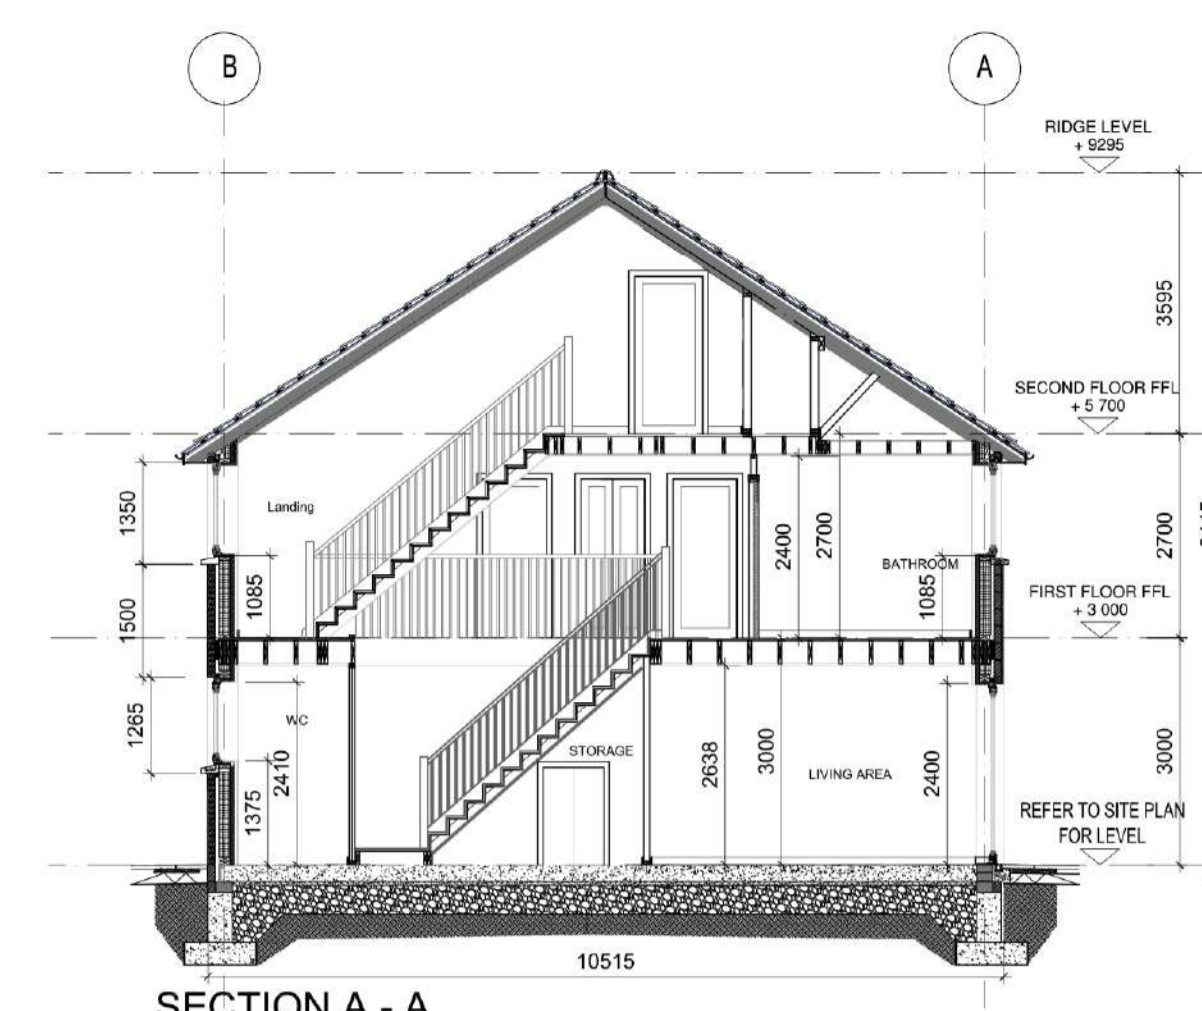 B
A
RIDGE LEVEL
+ 9295
3595
SECOND FLOOR FFL
+ 5 700
1350
Landing
2400
2700
2700
BATHROOM
1085
1085
FIRST FLOOR FFL
+ 3 000
1500
1265
WC
2410
1375
STORAGE
2638
3000
LIVING AREA
2400
3000
REFER TO SITE PLAN
FOR LEVEL
10515
SECTION A - A